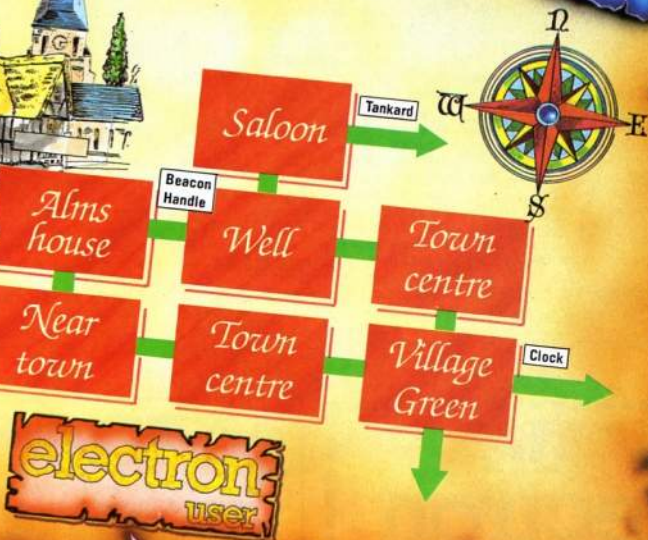 N
W
E
S
Saloon
Tankard
Beacon
Handle
Alms
house
Well
Town
centre
Near
town
Town
centre
Village
Green
Clock
electron
user